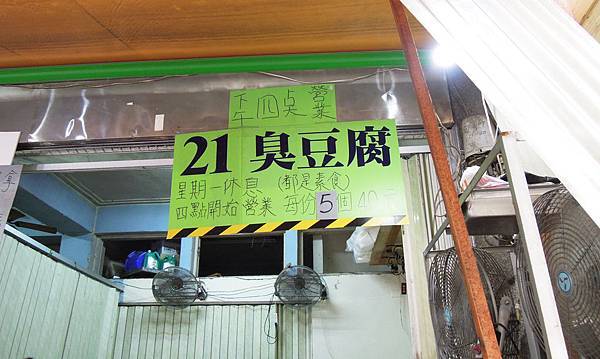 下午四点營業
21 臭豆腐
星期一休息 (都是素食)
四點開始營業 每份5個40元